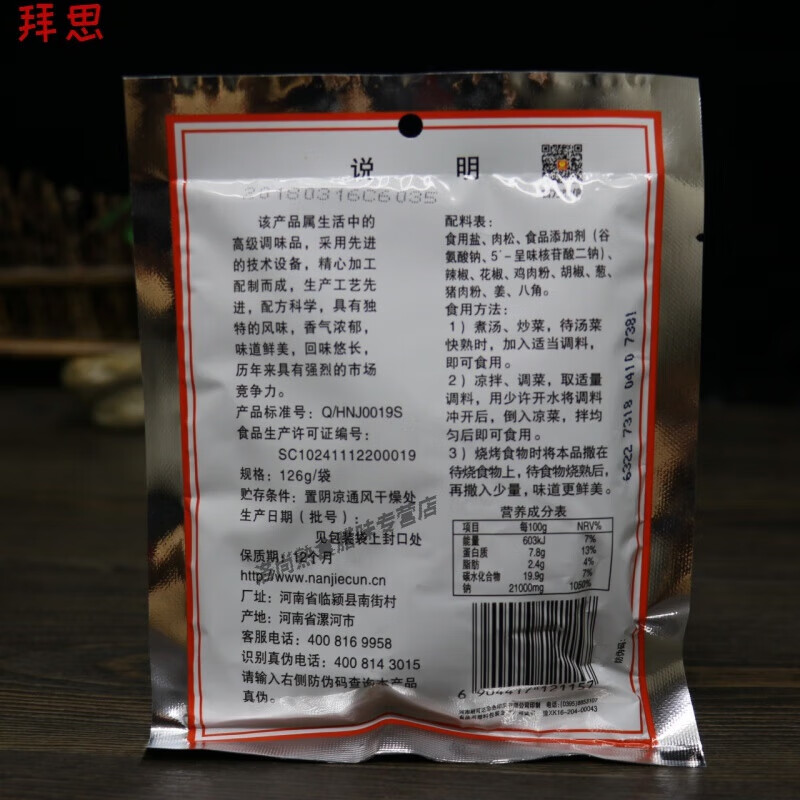 拜思
说 明
20180316C6035
该产品属生活中的
高级调味品，采用先进
的技术设备，精心加工
配制而成，生产工艺先
进，配方科学，具有独
特的风味，香气浓郁，
味道鲜美，回味悠长，
历年来具有强烈的市场
竞争力。
产品标准号：Q/HNJ0019S
食品生产许可证编号：
SC10241112200019
规格：126g/袋
贮存条件：置阴凉通风干燥处
生产日期（批号）：
见包装袋上封口处
保质期：12个月
http://www.nanjiecun.cn
厂址：河南省临颍县南街村
产地：河南省漯河市
客服电话：400 816 9958
识别真伪电话：400 814 3015
请输入右侧防伪码查询本产品
真伪。
配料表：
食用盐、肉松、食品添加剂（谷
氨酸钠、5'-呈味核苷酸二钠）、
辣椒、花椒、鸡肉粉、胡椒、葱、
猪肉粉、姜、八角。
食用方法：
1）煮汤、炒菜，待汤菜
快熟时，加入适当调料，
即可食用。
2）凉拌、调菜，取适量
调料，用少许开水将调料
冲开后，倒入凉菜，拌均
匀后即可食用。
3）烧烤食物时将本品撒在
待烧食物上，待食物烧熟后，
再撒入少量，味道更鲜美。
营养成分表
项目 每100g NRV%
能量 603kJ 7%
蛋白质 7.8g 13%
脂肪 2.4g 4%
碳水化合物 19.9g 7%
钠 21000mg 1050%
6322 7318 0410 7381
防伪码：
6 904417 121152
豫XK16-204-00043